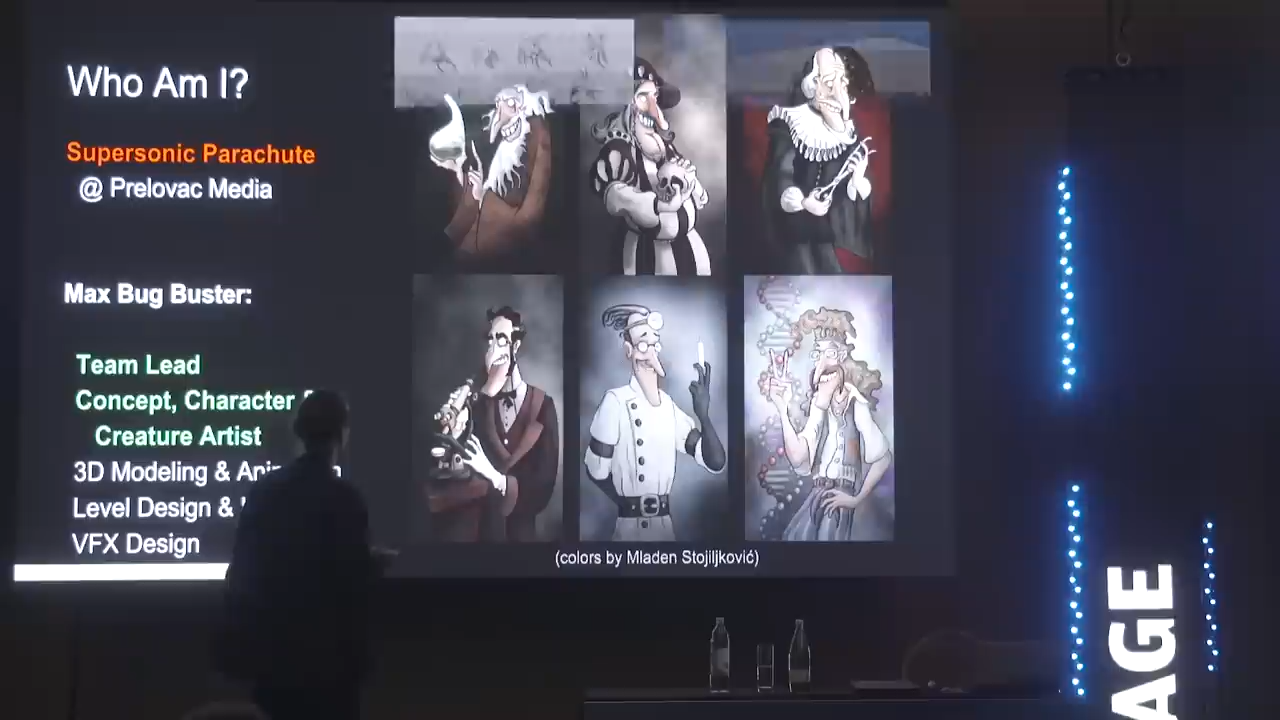 Who Am I?
Supersonic Parachute
@ Prelovac Media
Max Bug Buster:
Team Lead
Concept, Character
Creature Artist
3D Modeling &
Level Design &
VFX Design
(colors by Mladen Stojiljković)
AGE